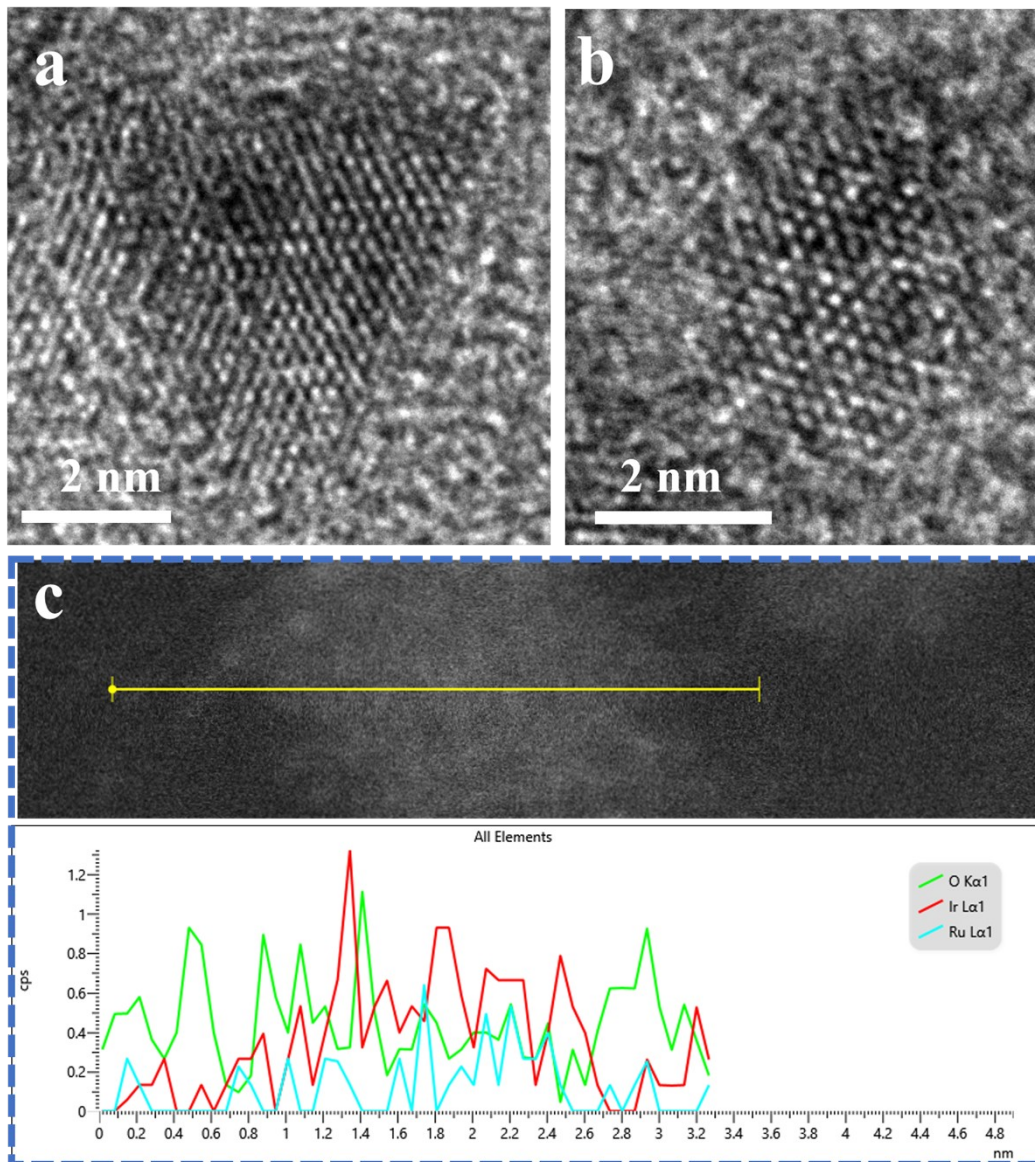 a
b
2 nm
2 nm
c
All Elements
O Kα1
Ir Lα1
Ru Lα1
cps
1.2
1
0.8
0.6
0.4
0.2
0
0 0.2 0.4 0.6 0.8 1 1.2 1.4 1.6 1.8 2 2.2 2.4 2.6 2.8 3 3.2 3.4 3.6 3.8 4 4.2 4.4 4.6 4.8
nm